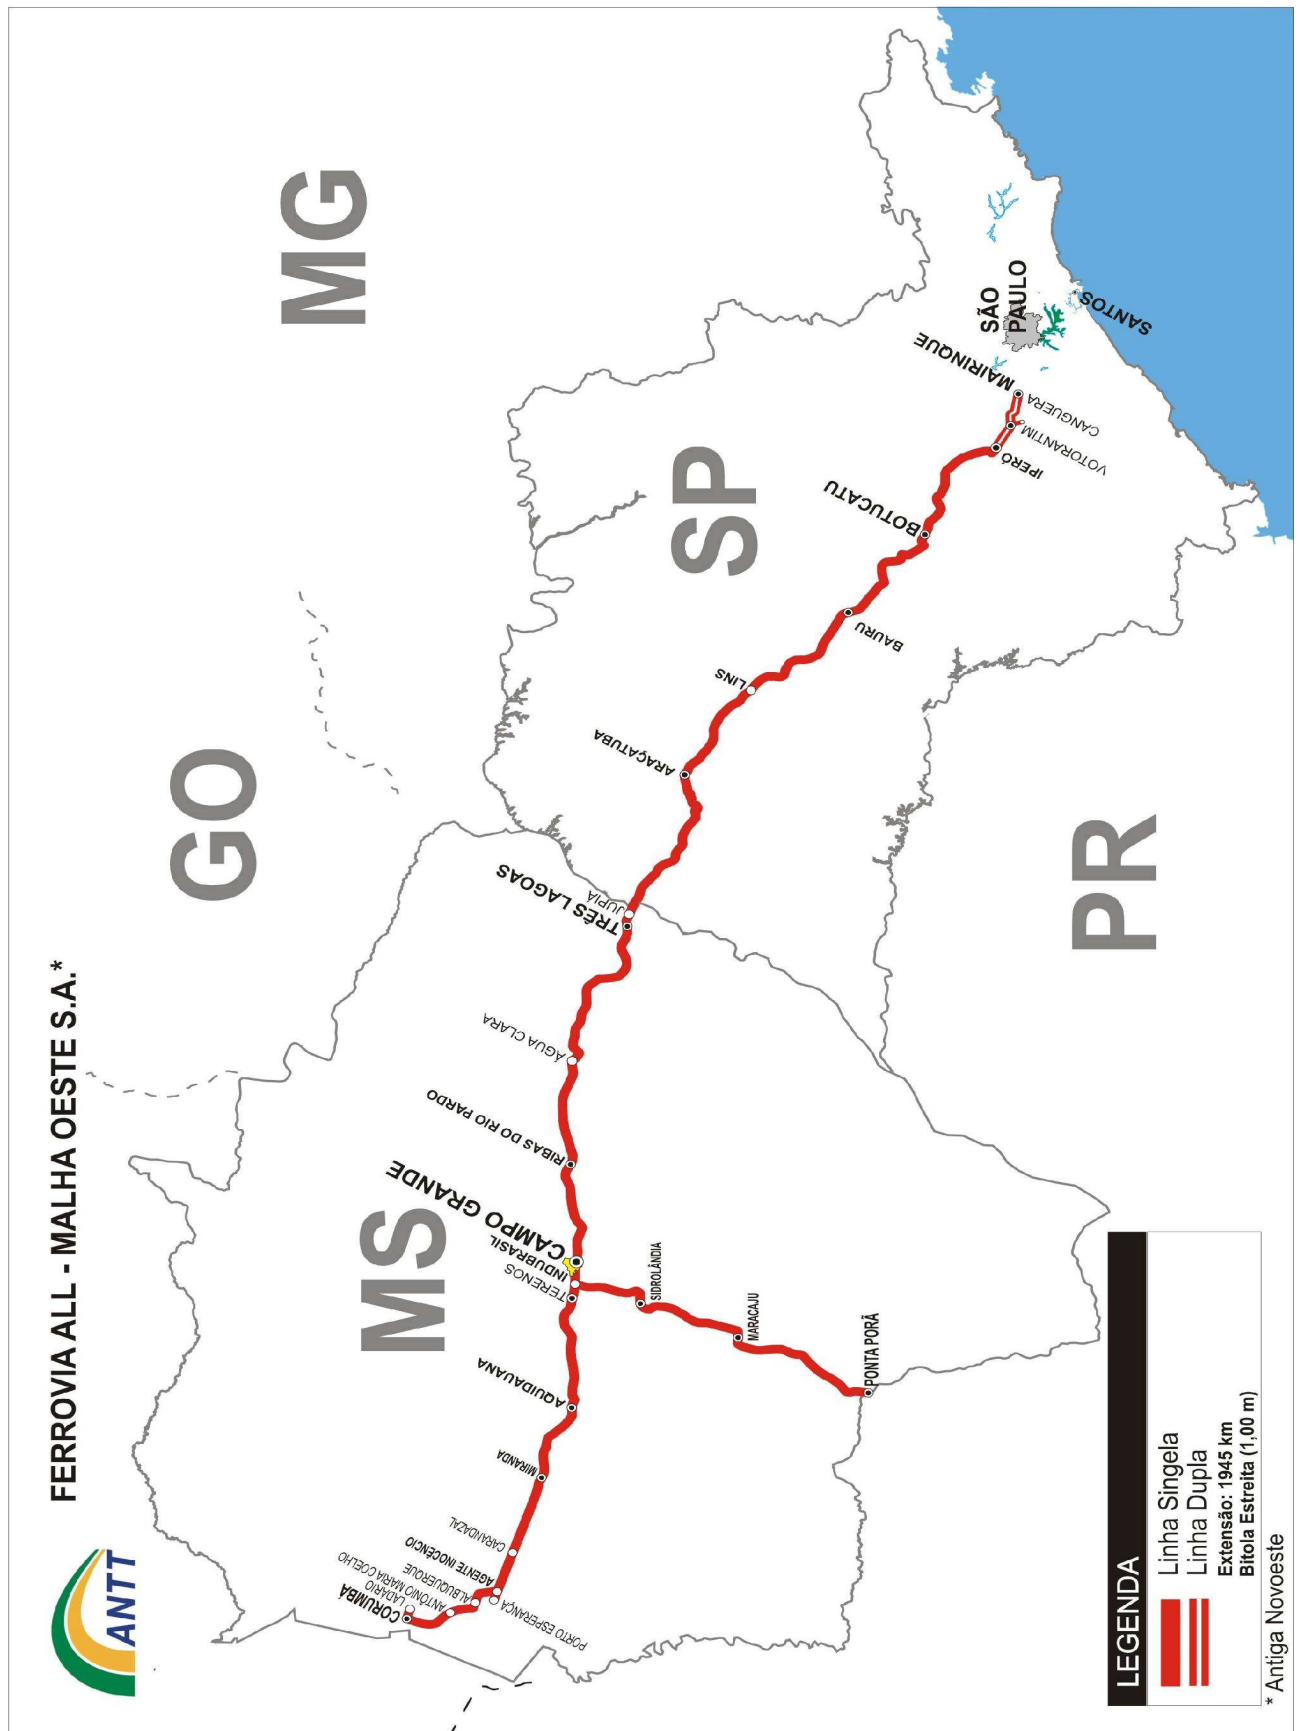 FERROVIA ALL - MALHA OESTE S.A.*
ANTT
MG
GO
SP
MS
PR
CORUMBÁ
LADÁRIO
ANTÔNIO MARIA COELHO
ALBUQUERQUE
PORTO ESPERANÇA
AGENTE INOCÊNCIO
CARANDAZAL
MIRANDA
AQUIDAUANA
TERENOS
INDUBRASIL
CAMPO GRANDE
SIDROLÂNDIA
MARACAJU
PONTA PORÃ
RIBAS DO RIO PARDO
ÁGUA CLARA
TRÊS LAGOAS
JUPIÁ
ARAÇATUBA
LINS
BAURU
BOTUCATU
IPERÓ
VOTORANTIM
CANGUERA
MAIRINQUE
SÃO
PAULO
SANTOS
LEGENDA
Linha Singela
Linha Dupla
Extensão: 1945 km
Bitola Estreita (1,00 m)
* Antiga Novoeste